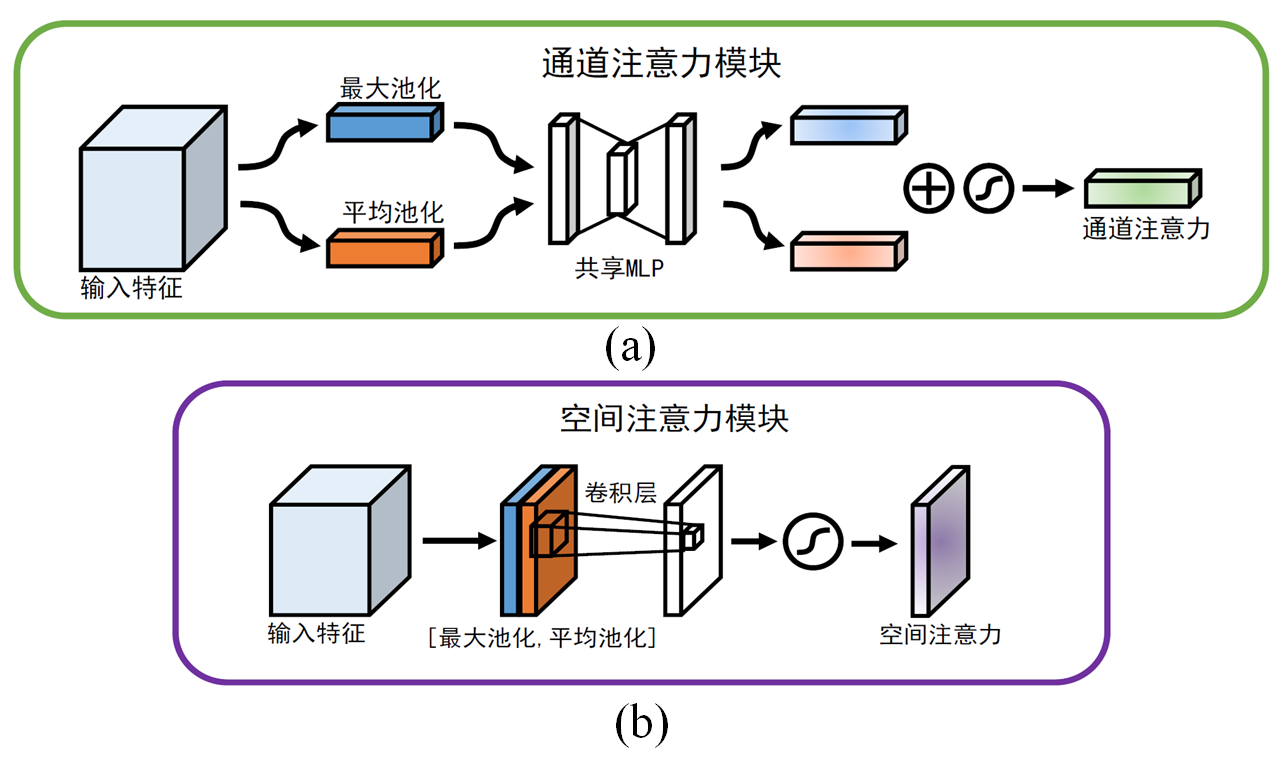 通道注意力模块
最大池化
平均池化
输入特征
共享MLP
通道注意力
(a)
空间注意力模块
卷积层
输入特征
[最大池化,平均池化]
空间注意力
(b)